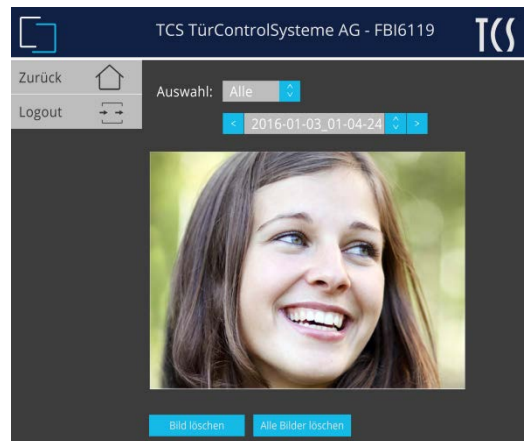 TCS TürControlSysteme AG - FBI6119
TCS
Zurück
Logout
Auswahl: Alle
< 2016-01-03_01-04-24 >
Bild löschen Alle Bilder löschen